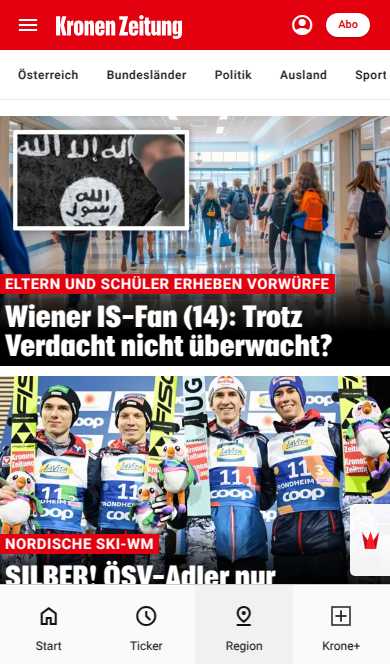 Kronen Zeitung
Abo
Österreich Bundesländer Politik Ausland Sport
ELTERN UND SCHÜLER ERHEBEN VORWÜRFE
Wiener IS-Fan (14): Trotz
Verdacht nicht überwacht?
NORDISCHE SKI-WM
SILBER! ÖSV-Adler nur
Start Ticker Region Krone+